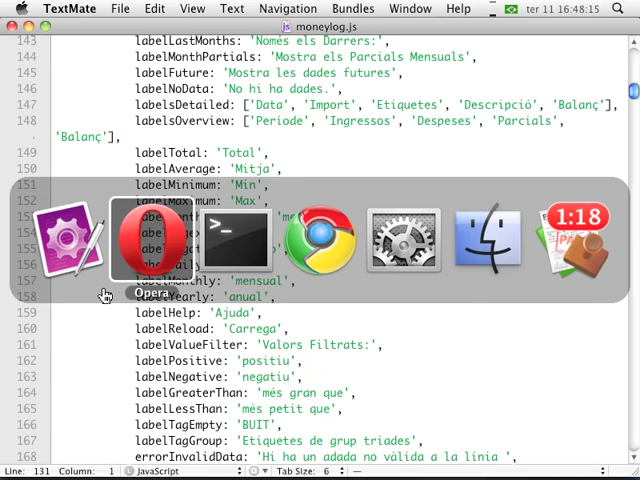 TextMate File Edit View Text Navigation Bundles Window Help ter 11 16:48:15
js moneylog.js
143 labelLastMonths: 'Només els Darrers:',
144 labelMonthPartials: 'Mostra els Parcials Mensuals'
145 labelFuture: 'Mostra les dades futures',
146 labelNoData: 'No hi ha dades.',
147 labelsDetailed: ['Data', 'Import', 'Etiquetes', 'Descripció', 'Balanç'],
148 labelsOverview: ['Període', 'Ingressos', 'Despeses', 'Parcials',
'Balanç'],
149 labelTotal: 'Total',
150 labelAverage: 'Mitja',
151 labelMinimum: 'Min',
152 labelMaximum: 'Max',
153
154
155
156
157 labelMonthly: 'mensual',
158 labelYearly: 'anual',
159 labelHelp: 'Ajuda',
160 labelReload: 'Carrega',
161 labelValueFilter: 'Valors Filtrats:',
162 labelPositive: 'positiu',
163 labelNegative: 'negatiu',
164 labelGreaterThan: 'més gran que',
165 labelLessThan: 'més petit que',
166 labelTagEmpty: 'BUIT',
167 labelTagGroup: 'Etiquetes de grup triades',
168 errorInvalidData: 'Hi ha un adada no vàlida a la línia ',
>_
1:18
Opera
Line: 131 Column: 1 JavaScript Tab Size: 6 —